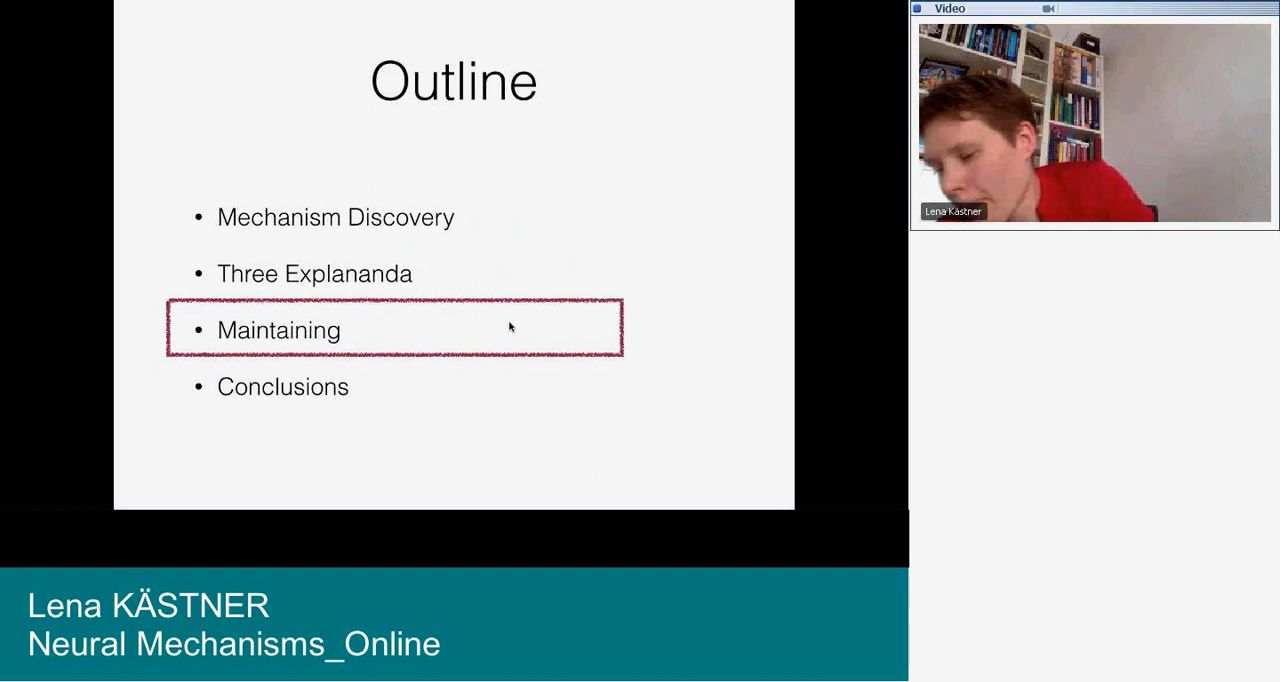 Outline
• Mechanism Discovery
• Three Explananda
• Maintaining
• Conclusions
Video
Lena Kästner
Lena KÄSTNER
Neural Mechanisms_Online